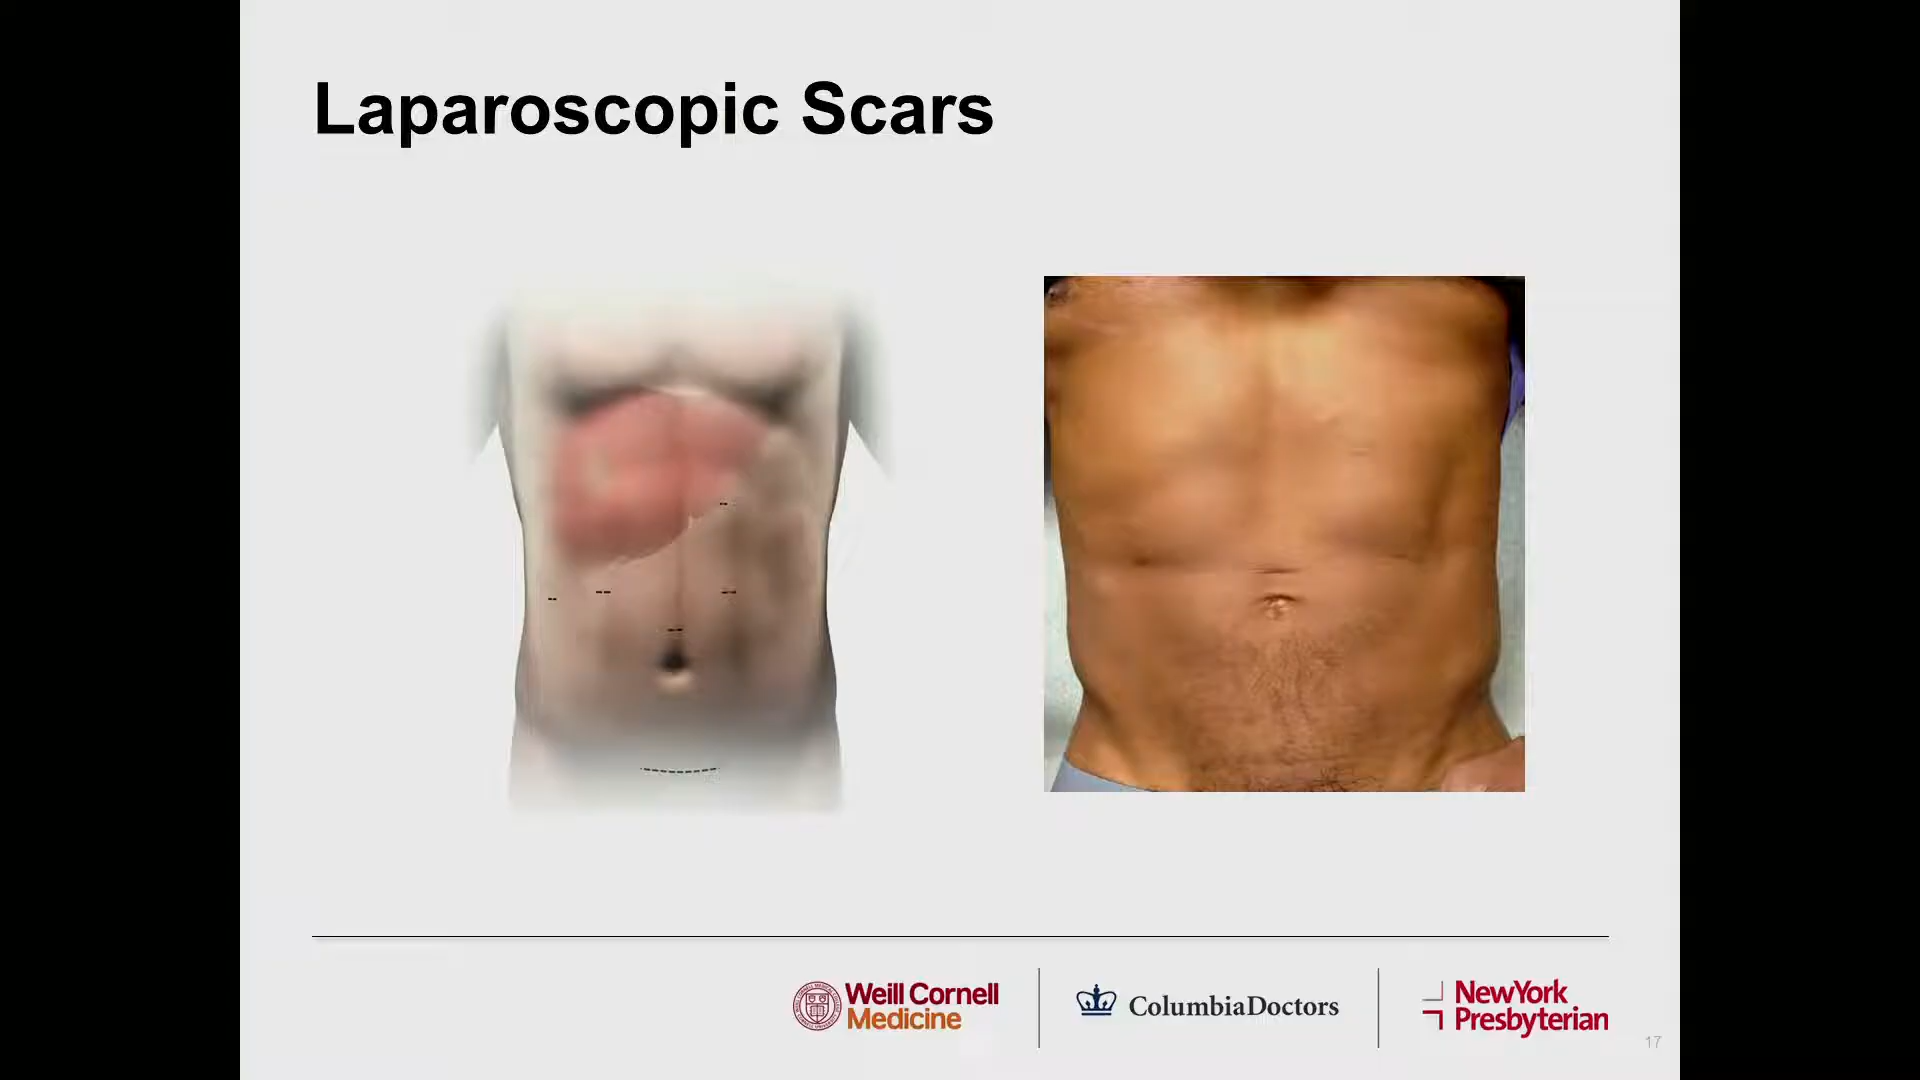 Laparoscopic Scars
Weill Cornell
Medicine
ColumbiaDoctors
NewYork
Presbyterian
17